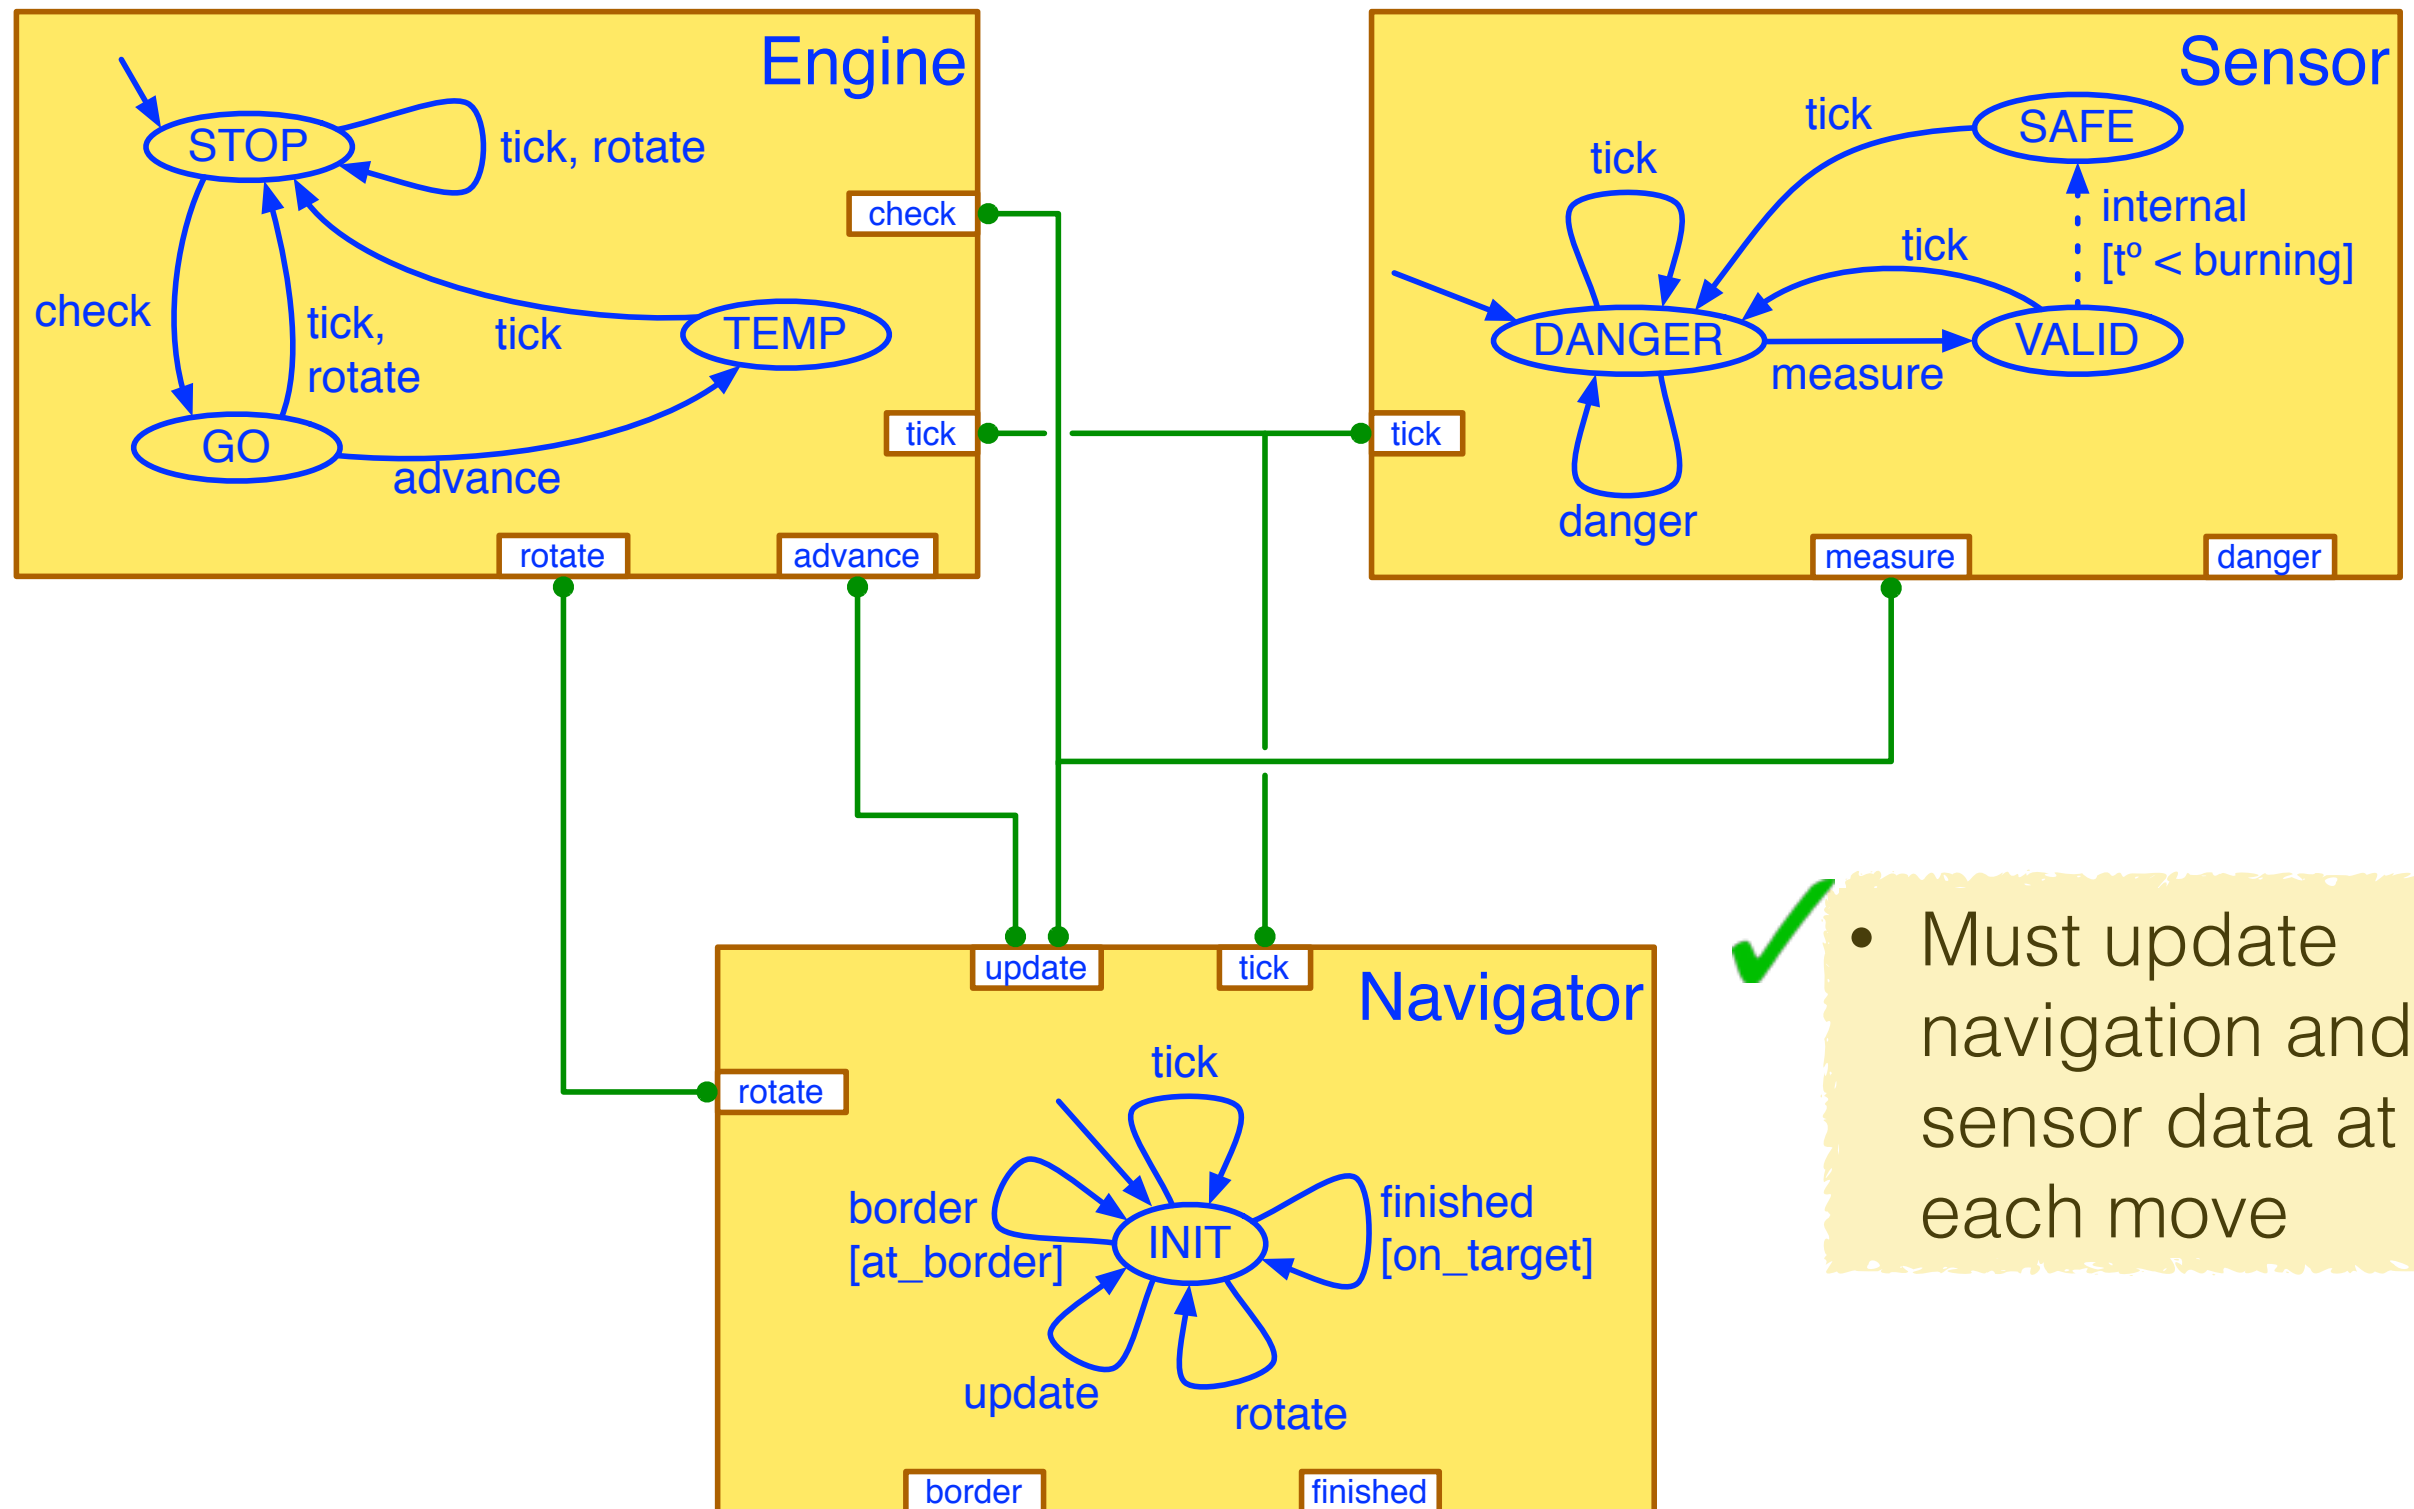 Engine
STOP
tick, rotate
check
check
tick,
rotate
tick
TEMP
GO
advance
tick
rotate
advance
Sensor
SAFE
tick
tick
internal
[tº < burning]
tick
DANGER
VALID
measure
tick
danger
measure
danger
update
tick
Navigator
rotate
tick
border
[at_border]
INIT
finished
[on_target]
update
rotate
border
finished
• Must update
navigation and
sensor data at
each move